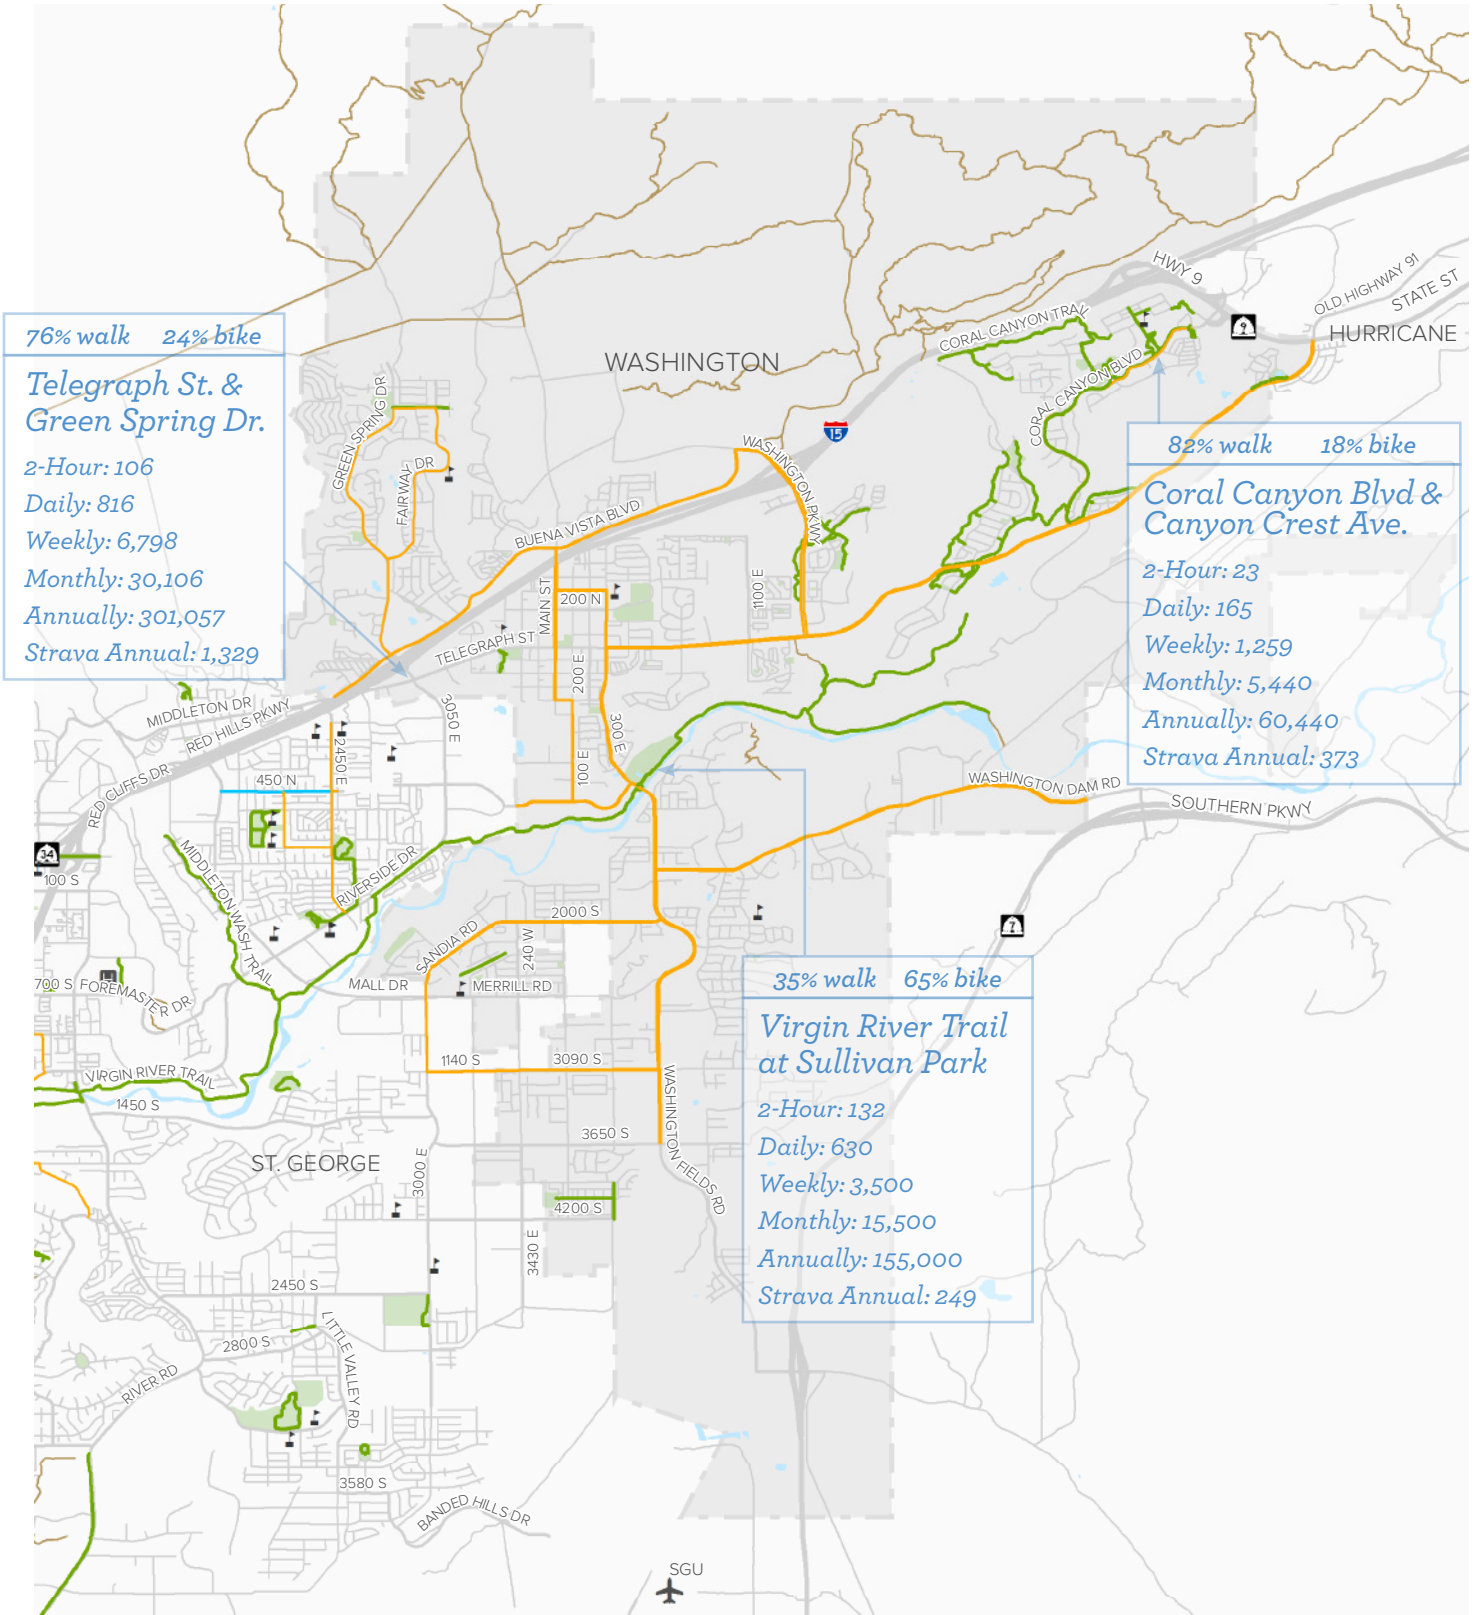 HWY 9
OLD HIGHWAY 91
STATE ST
9
HURRICANE
CORAL CANYON TRAIL
WASHINGTON
CORAL CANYON BLVD
76% walk 24% bike
Telegraph St. &
Green Spring Dr.
2-Hour: 106
Daily: 816
Weekly: 6,798
Monthly: 30,106
Annually: 301,057
Strava Annual: 1,329
GREEN SPRING DR
FAIRWAY DR
15
WASHINGTON PKWY
BUENA VISTA BLVD
82% walk 18% bike
Coral Canyon Blvd &
Canyon Crest Ave.
2-Hour: 23
Daily: 165
Weekly: 1,259
Monthly: 5,440
Annually: 60,440
Strava Annual: 373
MAIN ST
200 N
1100 E
TELEGRAPH ST
200 E
MIDDLETON DR
RED HILLS PKWY
3050 E
300 E
2450 E
100 E
450 N
RED CLIFFS DR
WASHINGTON DAM RD
SOUTHERN PKWY
34
100 S
MIDDLETON WASH TRAIL
RIVERSIDE DR
2000 S
SANDIA RD
240 W
7
700 S
FOREMASTER DR
H
MALL DR
MERRILL RD
35% walk 65% bike
Virgin River Trail
at Sullivan Park
2-Hour: 132
Daily: 630
Weekly: 3,500
Monthly: 15,500
Annually: 155,000
Strava Annual: 249
1140 S
3090 S
VIRGIN RIVER TRAIL
1450 S
WASHINGTON FIELDS RD
3650 S
ST. GEORGE
3000 E
4200 S
3430 E
2450 S
LITTLE VALLEY RD
2800 S
RIVER RD
3580 S
BANDED HILLS DR
SGU